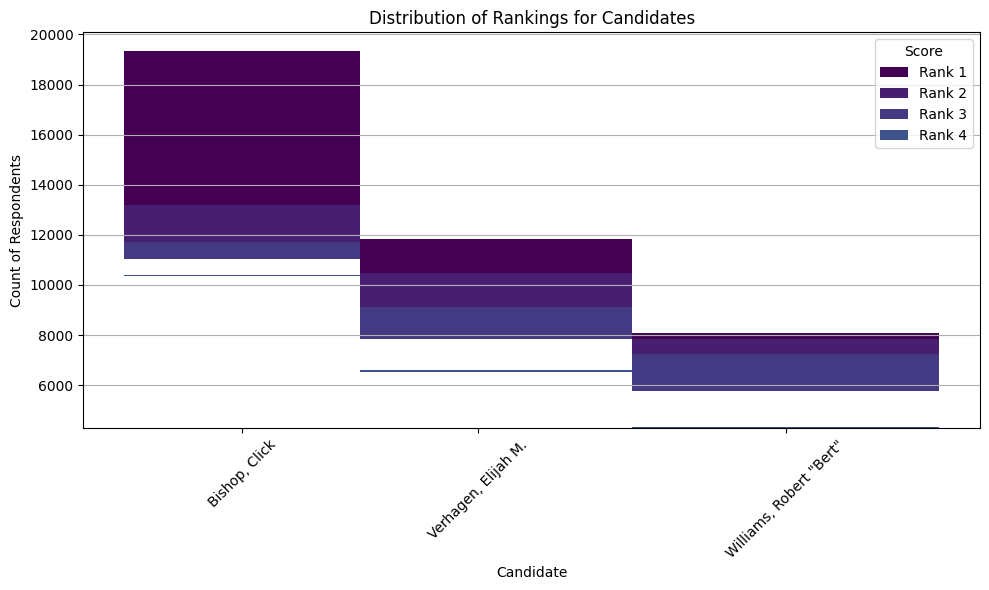 Distribution of Rankings for Candidates
Count of Respondents
20000
18000
16000
14000
12000
10000
8000
6000
Score
Rank 1
Rank 2
Rank 3
Rank 4
Bishop, Click
Verhagen, Elijah M.
Williams, Robert "Bert"
Candidate